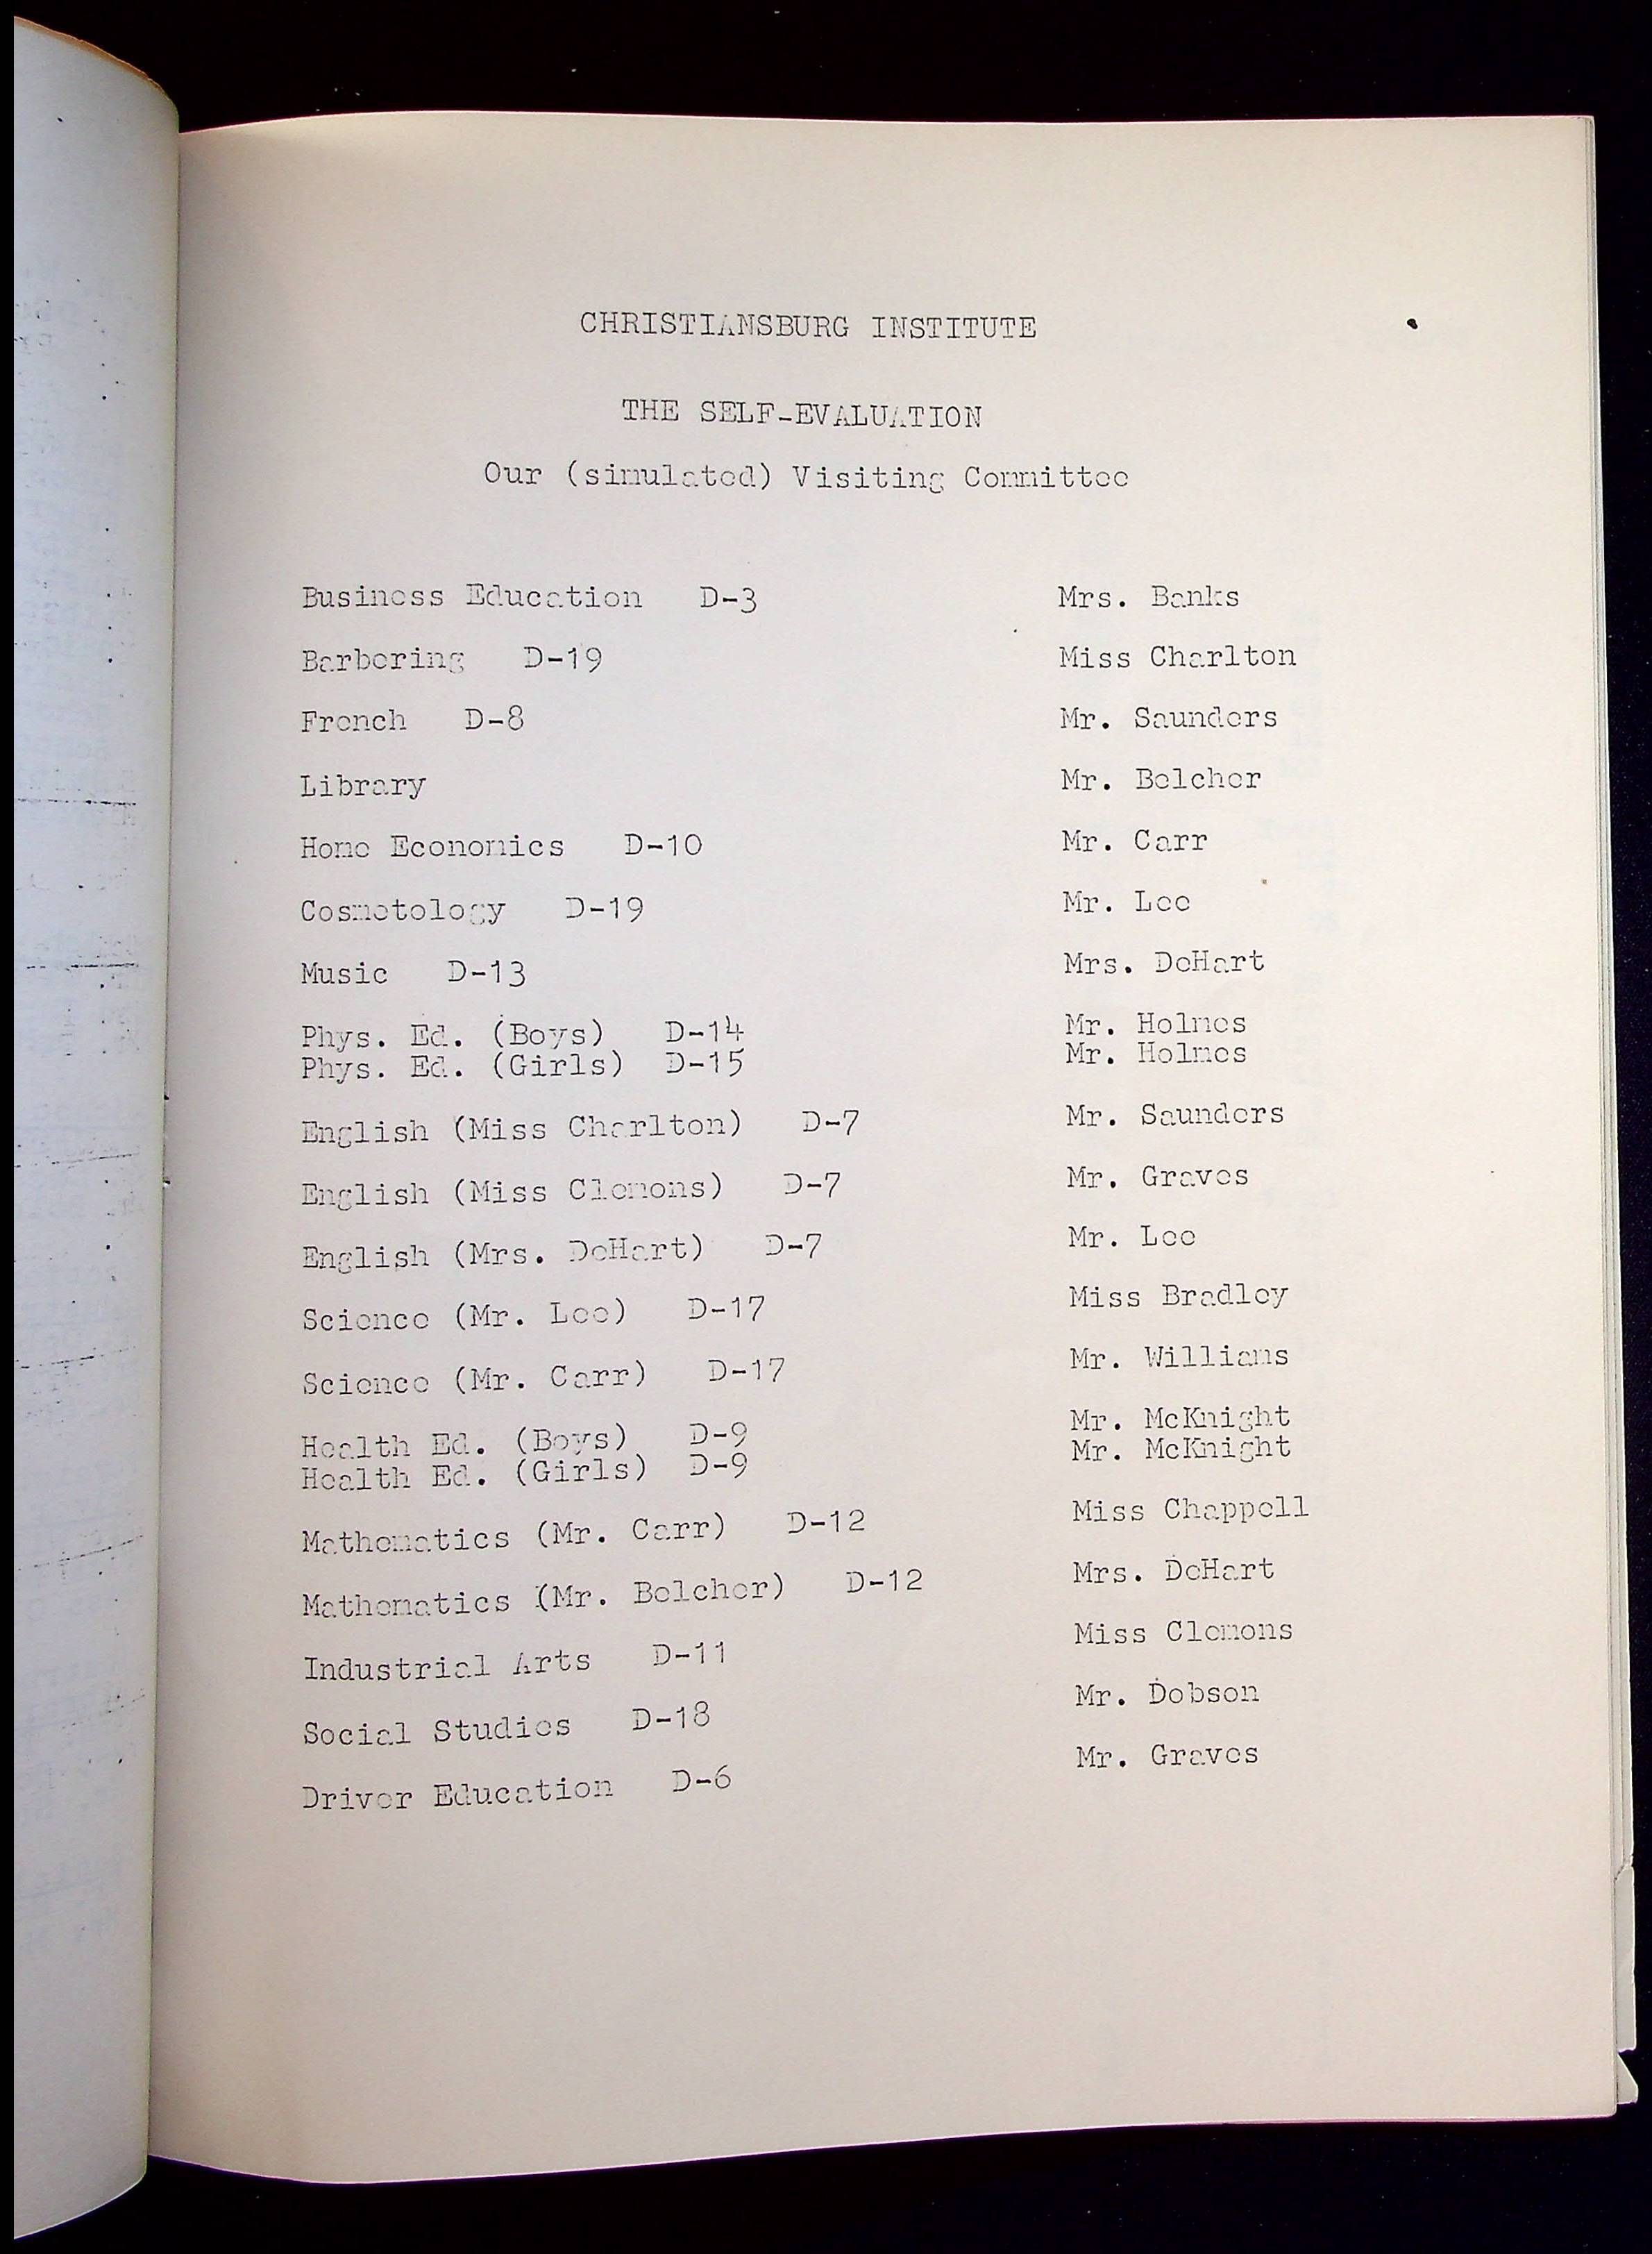 CHRISTIANSBURG INSTITUTE
THE SELF-EVALUATION
Our (simulated) Visiting Committee
Business Education D-3 Mrs. Banks
Barbering D-19 Miss Charlton
French D-8 Mr. Saunders
Library Mr. Belcher
Home Economics D-10 Mr. Carr
Cosmetology D-19 Mr. Lee
Music D-13 Mrs. DeHart
Phys. Ed. (Boys) D-14 Mr. Holmes
Phys. Ed. (Girls) D-15 Mr. Holmes
English (Miss Charlton) D-7 Mr. Saunders
English (Miss Clemons) D-7 Mr. Graves
English (Mrs. DeHart) D-7 Mr. Lee
Science (Mr. Lee) D-17 Miss Bradley
Science (Mr. Carr) D-17 Mr. Williams
Health Ed. (Boys) D-9 Mr. McKnight
Health Ed. (Girls) D-9 Mr. McKnight
Mathematics (Mr. Carr) D-12 Miss Chappell
Mathematics (Mr. Belcher) D-12 Mrs. DeHart
Industrial Arts D-11 Miss Clemons
Social Studies D-18 Mr. Dobson
Driver Education D-6 Mr. Graves